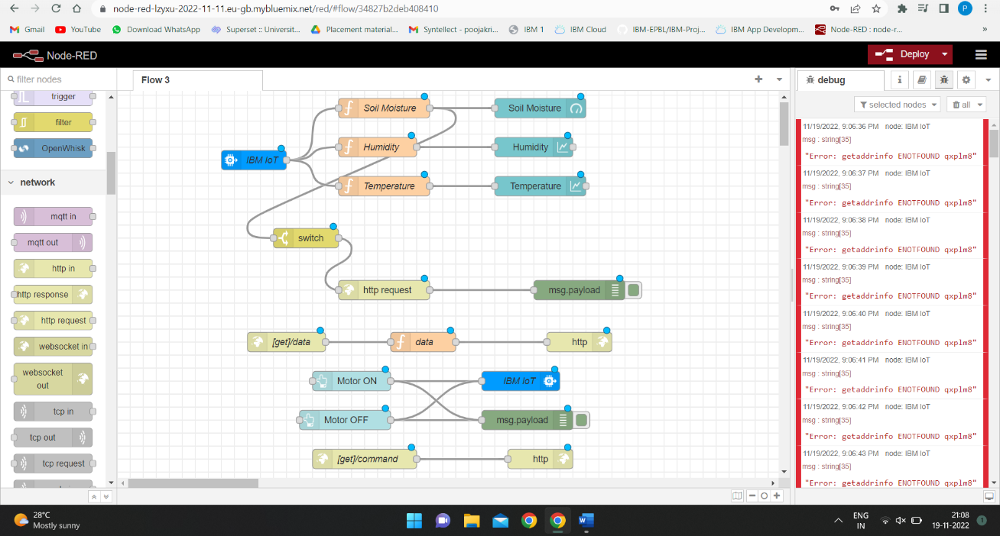 node-red-lzyxu-2022-11-11.eu-gb.mybluemix.net/red/#flow/34827b2deb408410
P
Gmail YouTube Download WhatsApp Superset :: Universit... Placement material... Syntellect - poojakri... IBM 1 IBM Cloud IBM-EPBL/IBM-Proj... IBM App Developm... Node-RED : node-r... »
Node-RED
Deploy
filter nodes
trigger
filter
OpenWhisk
network
mqtt in
mqtt out
http in
http response
http request
websocket in
websocket
out
tcp in
tcp out
tcp request
Flow 3
Soil Moisture
Soil Moisture
Humidity
Humidity
IBM IoT
Temperature
Temperature
switch
http request
msg.payload
[get]/data
data
http
Motor ON
IBM IoT
Motor OFF
msg.payload
[get]/command
http
debug
i
selected nodes
all
11/19/2022, 9:06:36 PM node: IBM IoT
msg : string[35]
"Error: getaddrinfo ENOTFOUND qxplm8"
11/19/2022, 9:06:37 PM node: IBM IoT
msg : string[35]
"Error: getaddrinfo ENOTFOUND qxplm8"
11/19/2022, 9:06:38 PM node: IBM IoT
msg : string[35]
"Error: getaddrinfo ENOTFOUND qxplm8"
11/19/2022, 9:06:39 PM node: IBM IoT
msg : string[35]
"Error: getaddrinfo ENOTFOUND qxplm8"
11/19/2022, 9:06:40 PM node: IBM IoT
msg : string[35]
"Error: getaddrinfo ENOTFOUND qxplm8"
11/19/2022, 9:06:41 PM node: IBM IoT
msg : string[35]
"Error: getaddrinfo ENOTFOUND qxplm8"
11/19/2022, 9:06:42 PM node: IBM IoT
msg : string[35]
"Error: getaddrinfo ENOTFOUND qxplm8"
11/19/2022, 9:06:43 PM node: IBM IoT
msg : string[35]
"Error: getaddrinfo ENOTFOUND qxplm8"
28°C
Mostly sunny
ENG
IN
21:08
19-11-2022
1